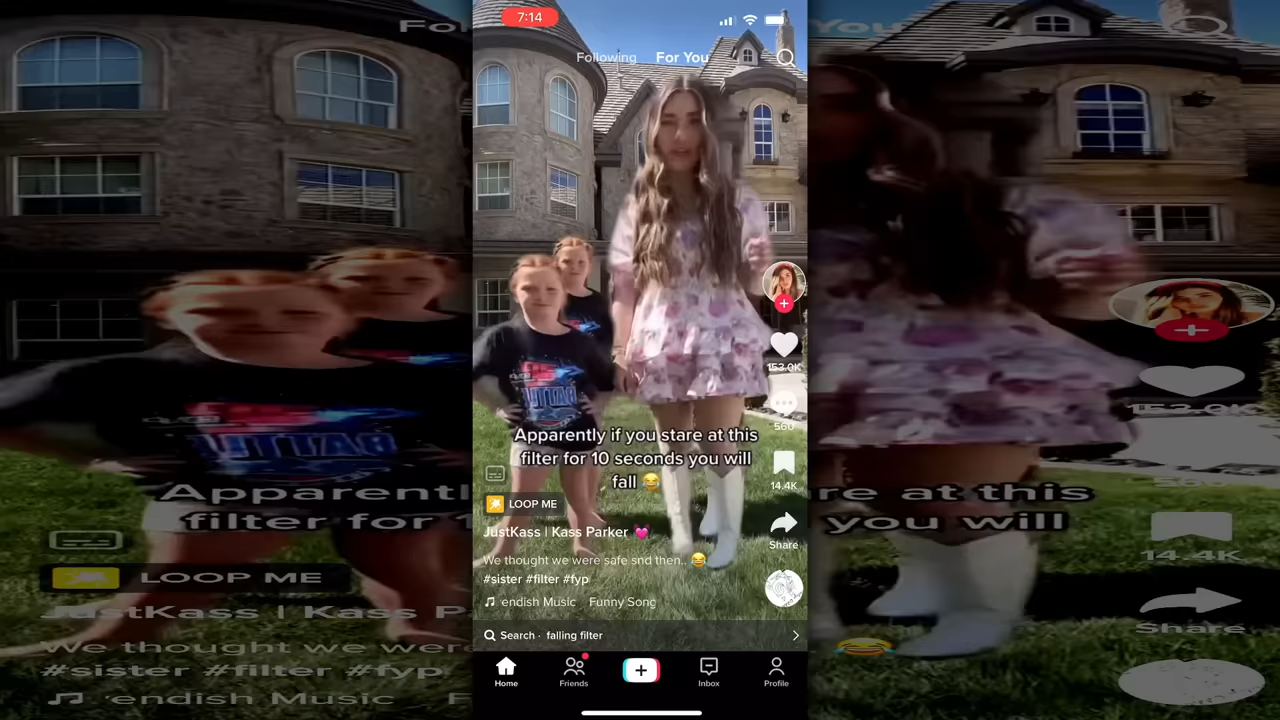 7:14
Following For You
153.0K
560
Apparently if you stare at this
filter for 10 seconds you will
fall 😂
14.4K
LOOP ME
JustKass | Kass Parker 💓
Share
We thought we were safe snd then.. 😂
#sister #filter #fyp
endish Music Funny Song
Search · falling filter
Home Friends Inbox Profile